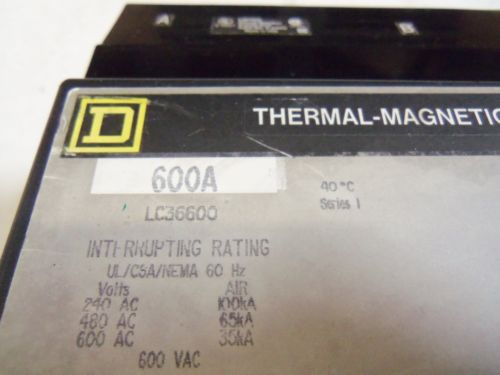 A
D
THERMAL-MAGNETIC
600A
40°C
LC36600
Series 1
INTERRUPTING RATING
UL/CSA/NEMA 60 Hz
Volts AIR
240 AC 100kA
480 AC 65kA
600 AC 35kA
600 VAC